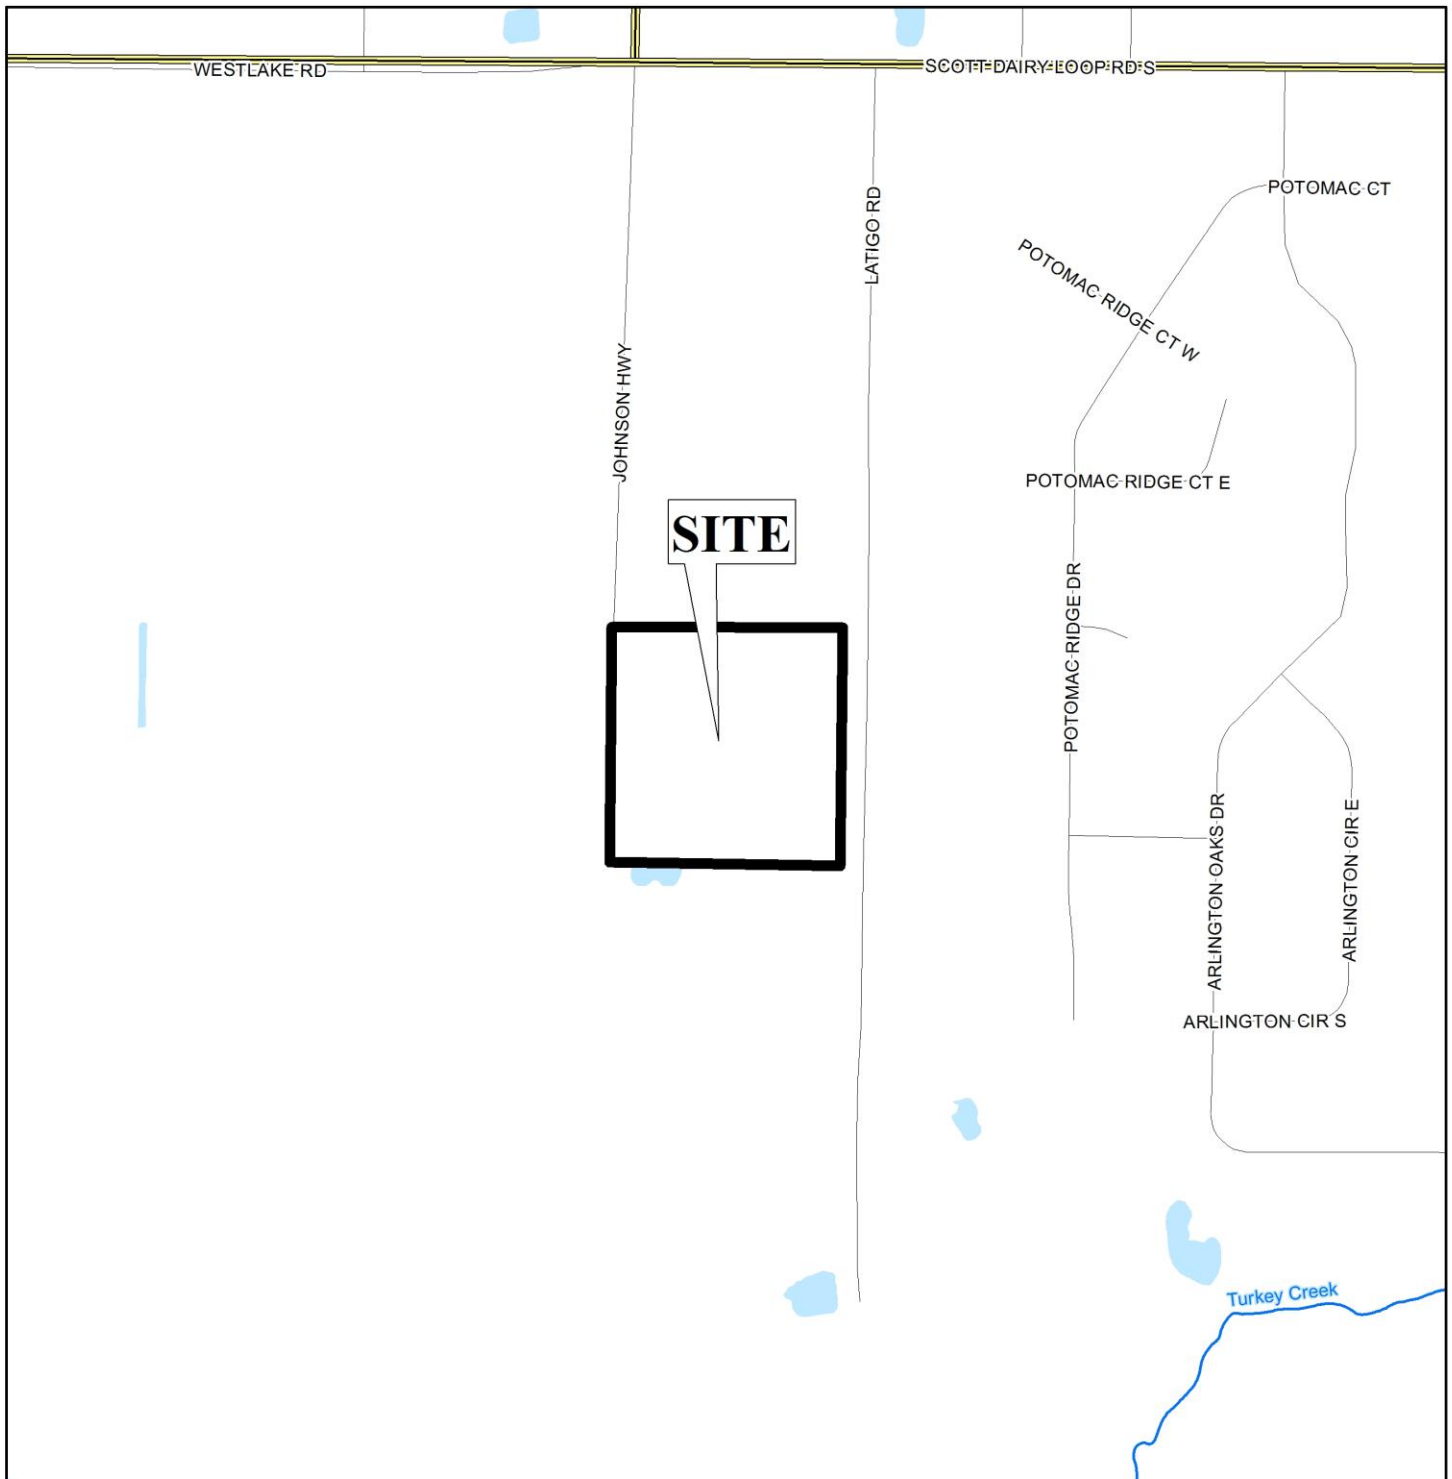 WESTLAKE RD
SCOTT DAIRY LOOP RD S
POTOMAC CT
LATIGO RD
POTOMAC RIDGE CT W
JOHNSON HWY
POTOMAC RIDGE CT E
SITE
POTOMAC RIDGE DR
ARLINGTON OAKS DR
ARLINGTON CIR E
ARLINGTON CIR S
Turkey Creek